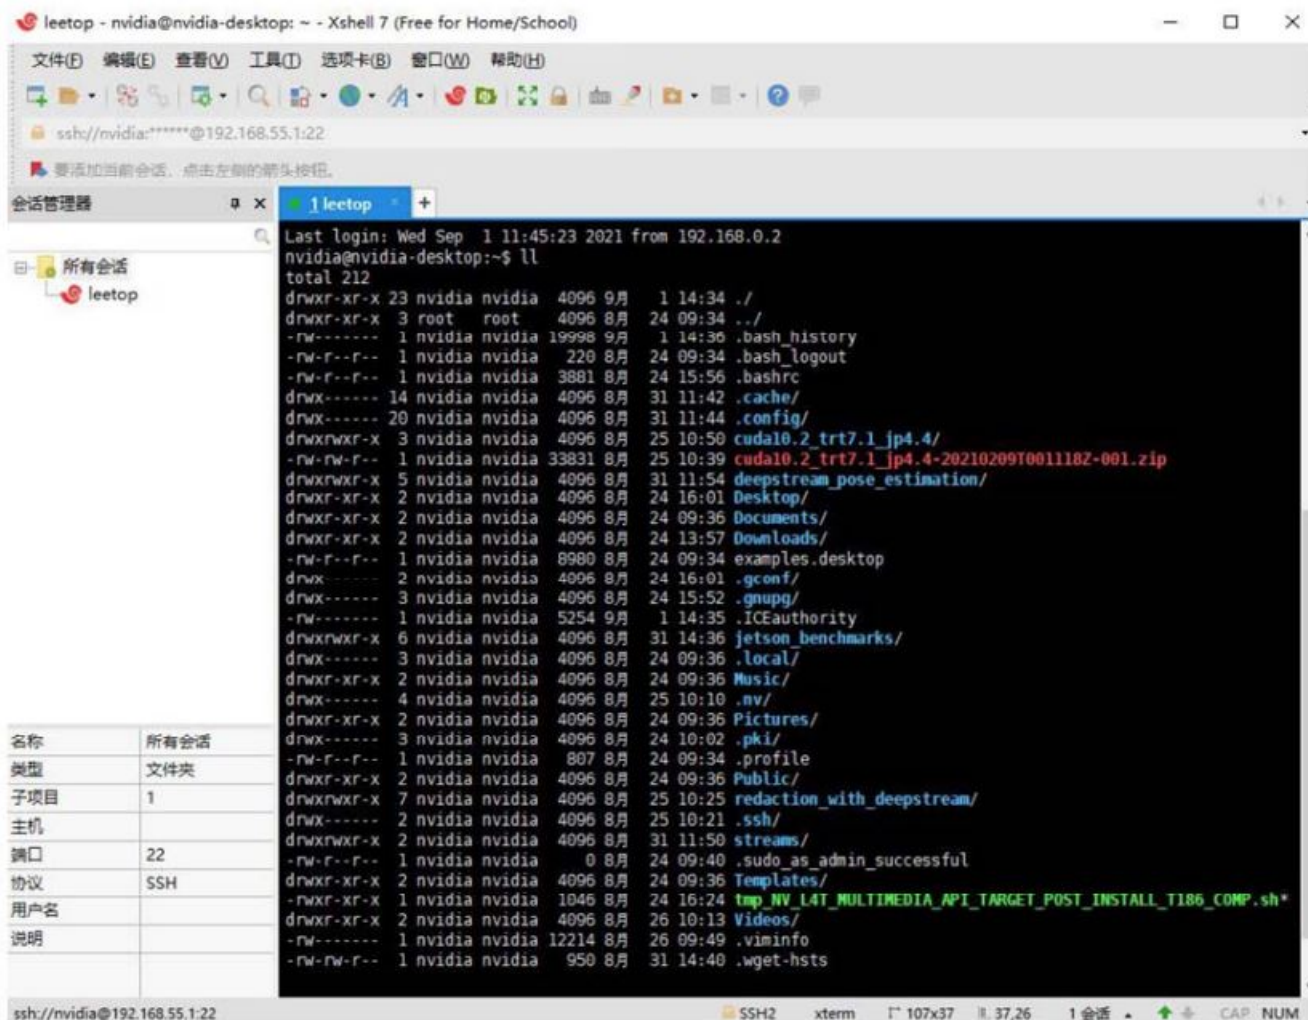 leetop - nvidia@nvidia-desktop: ~ - Xshell 7 (Free for Home/School)
文件(F) 编辑(E) 查看(V) 工具(T) 选项卡(B) 窗口(W) 帮助(H)
ssh://nvidia:******@192.168.55.1:22
要添加当前会话，点击左侧的箭头按钮。
会话管理器
1 leetop
所有会话
leetop
Last login: Wed Sep  1 11:45:23 2021 from 192.168.0.2
nvidia@nvidia-desktop:~$ ll
total 212
drwxr-xr-x 23 nvidia nvidia  4096 9月   1 14:34 ./
drwxr-xr-x  3 root   root    4096 8月  24 09:34 ../
-rw-------  1 nvidia nvidia 19998 9月   1 14:36 .bash_history
-rw-r--r--  1 nvidia nvidia   220 8月  24 09:34 .bash_logout
-rw-r--r--  1 nvidia nvidia  3881 8月  24 15:56 .bashrc
drwx------ 14 nvidia nvidia  4096 8月  31 11:42 .cache/
drwx------ 20 nvidia nvidia  4096 8月  31 11:44 .config/
drwxrwxr-x  3 nvidia nvidia  4096 8月  25 10:50 cuda10.2_trt7.1_jp4.4/
-rw-rw-r--  1 nvidia nvidia 33831 8月  25 10:39 cuda10.2_trt7.1_jp4.4-20210209T001118Z-001.zip
drwxrwxr-x  5 nvidia nvidia  4096 8月  31 11:54 deepstream_pose_estimation/
drwxr-xr-x  2 nvidia nvidia  4096 8月  24 16:01 Desktop/
drwxr-xr-x  2 nvidia nvidia  4096 8月  24 09:36 Documents/
drwxr-xr-x  2 nvidia nvidia  4096 8月  24 13:57 Downloads/
-rw-r--r--  1 nvidia nvidia  8980 8月  24 09:34 examples.desktop
drwx------  2 nvidia nvidia  4096 8月  24 16:01 .gconf/
drwx------  3 nvidia nvidia  4096 8月  24 15:52 .gnupg/
-rw-------  1 nvidia nvidia  5254 9月   1 14:35 .ICEauthority
drwxrwxr-x  6 nvidia nvidia  4096 8月  31 14:36 jetson_benchmarks/
drwx------  3 nvidia nvidia  4096 8月  24 09:36 .local/
drwxr-xr-x  2 nvidia nvidia  4096 8月  24 09:36 Music/
drwx------  4 nvidia nvidia  4096 8月  25 10:10 .nv/
drwxr-xr-x  2 nvidia nvidia  4096 8月  24 09:36 Pictures/
drwx------  3 nvidia nvidia  4096 8月  24 10:02 .pki/
-rw-r--r--  1 nvidia nvidia   807 8月  24 09:34 .profile
drwxr-xr-x  2 nvidia nvidia  4096 8月  24 09:36 Public/
drwxrwxr-x  7 nvidia nvidia  4096 8月  25 10:25 redaction_with_deepstream/
drwx------  2 nvidia nvidia  4096 8月  25 10:21 .ssh/
drwxrwxr-x  2 nvidia nvidia  4096 8月  31 11:50 streams/
-rw-r--r--  1 nvidia nvidia     0 8月  24 09:40 .sudo_as_admin_successful
drwxr-xr-x  2 nvidia nvidia  4096 8月  24 09:36 Templates/
-rwxr-xr-x  1 nvidia nvidia  1046 8月  24 16:24 tmp_NV_L4T_MULTIMEDIA_API_TARGET_POST_INSTALL_T186_COMP.sh*
drwxr-xr-x  2 nvidia nvidia  4096 8月  26 10:13 Videos/
-rw-------  1 nvidia nvidia 12214 8月  26 09:49 .viminfo
-rw-rw-r--  1 nvidia nvidia   950 8月  31 14:40 .wget-hsts
名称 所有会话
类型 文件夹
子项目 1
主机
端口 22
协议 SSH
用户名
说明
ssh://nvidia@192.168.55.1:22 SSH2 xterm 107x37 37,26 1 会话 CAP NUM